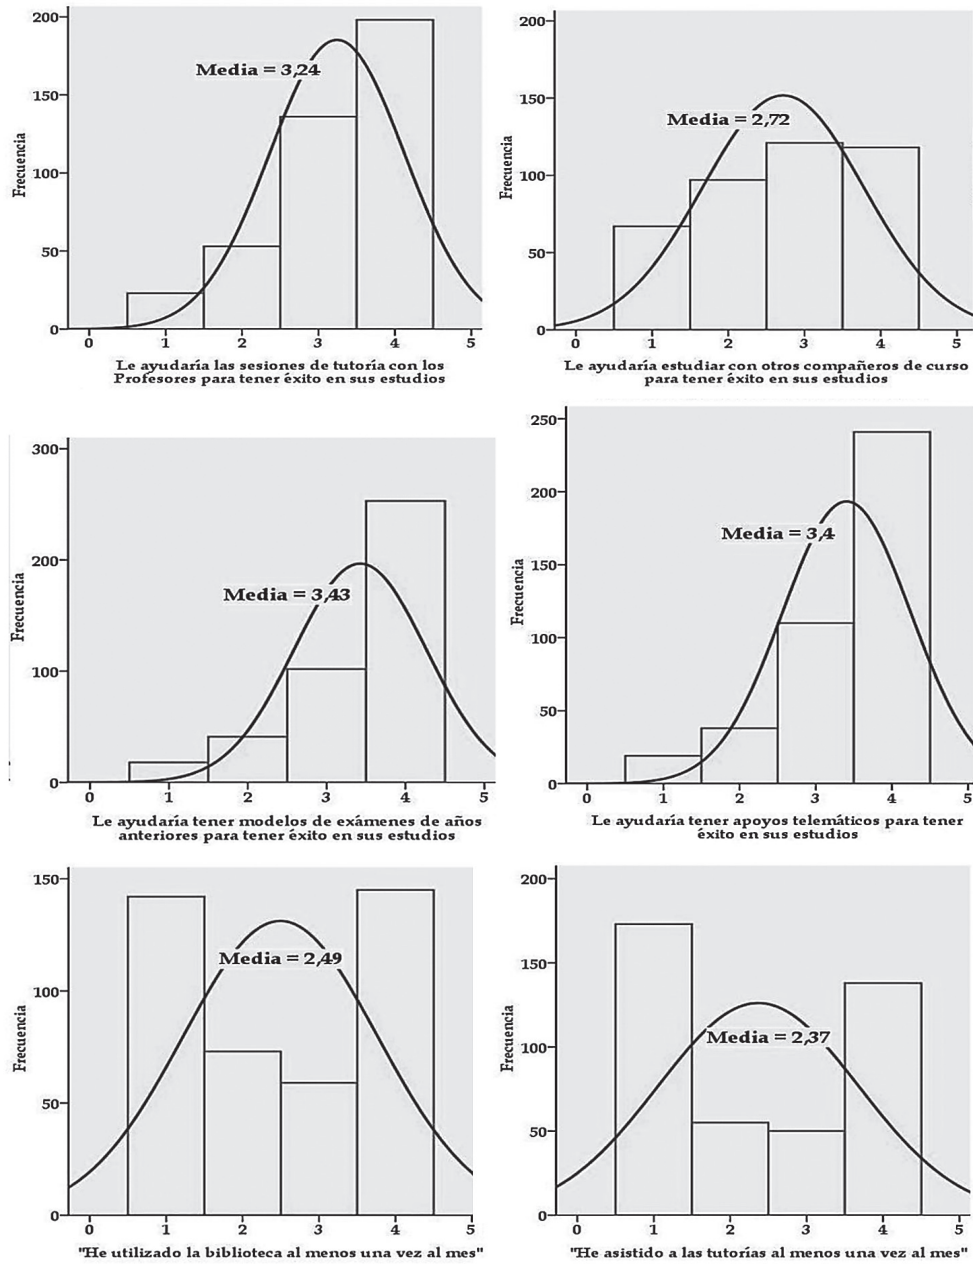 200
150
100
50
0
Frecuencia
Media = 3,24
0 1 2 3 4 5
Le ayudaría las sesiones de tutoría con los
Profesores para tener éxito en sus estudios
200
150
100
50
0
Frecuencia
Media = 2,72
0 1 2 3 4 5
Le ayudaría estudiar con otros compañeros de curso
para tener éxito en sus estudios
300
200
100
0
Frecuencia
Media = 3,43
0 1 2 3 4 5
Le ayudaría tener modelos de exámenes de años
anteriores para tener éxito en sus estudios
250
200
150
100
50
0
Frecuencia
Media = 3,4
0 1 2 3 4 5
Le ayudaría tener apoyos telemáticos para tener
éxito en sus estudios
150
100
50
0
Frecuencia
Media = 2,49
0 1 2 3 4 5
"He utilizado la biblioteca al menos una vez al mes"
200
150
100
50
0
Frecuencia
Media = 2,37
0 1 2 3 4 5
"He asistido a las tutorías al menos una vez al mes"